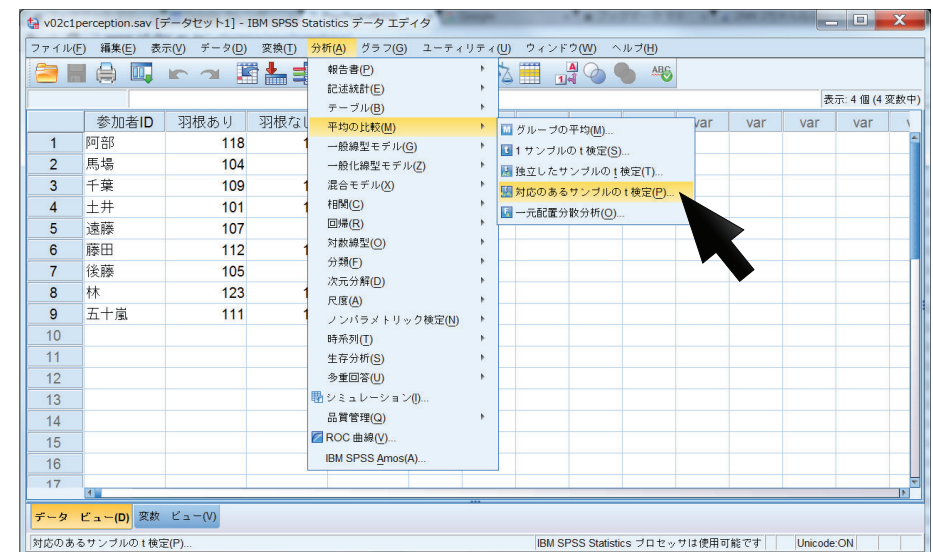 v02c1perception.sav [データセット1] - IBM SPSS Statistics データ エディタ
ファイル(F) 編集(E) 表示(V) データ(D) 変換(T) 分析(A) グラフ(G) ユーティリティ(U) ウィンドウ(W) ヘルプ(H)
表示: 4 個 (4 変数中)
参加者ID 羽根あり 羽根なし var var var var
1 阿部 118 1
2 馬場 104
3 千葉 109 1
4 土井 101 1
5 遠藤 107
6 藤田 112 1
7 後藤 105
8 林 123 1
9 五十嵐 111 1
10
11
12
13
14
15
16
17
報告書(P)
記述統計(E)
テーブル(B)
平均の比較(M)
一般線型モデル(G)
一般化線型モデル(Z)
混合モデル(X)
相関(C)
回帰(R)
対数線型(O)
分類(F)
次元分解(D)
尺度(A)
ノンパラメトリック検定(N)
時系列(T)
生存分析(S)
多重回答(U)
シミュレーション(I)...
品質管理(Q)
ROC 曲線(V)...
IBM SPSS Amos(A)...
グループの平均(M)...
1 サンプルの t 検定(S)...
独立したサンプルの t 検定(T)...
対応のあるサンプルの t 検定(P)...
一元配置分散分析(O)...
データ ビュー(D) 変数 ビュー(V)
対応のあるサンプルの t 検定(P)... IBM SPSS Statistics プロセッサは使用可能です Unicode:ON